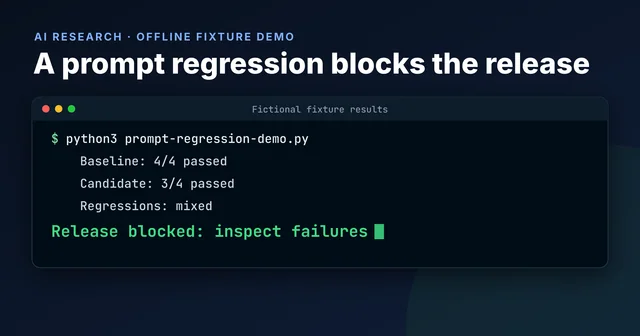 AI RESEARCH · OFFLINE FIXTURE DEMO
A prompt regression blocks the release
Fictional fixture results
$ python3 prompt-regression-demo.py
Baseline: 4/4 passed
Candidate: 3/4 passed
Regressions: mixed
Release blocked: inspect failures